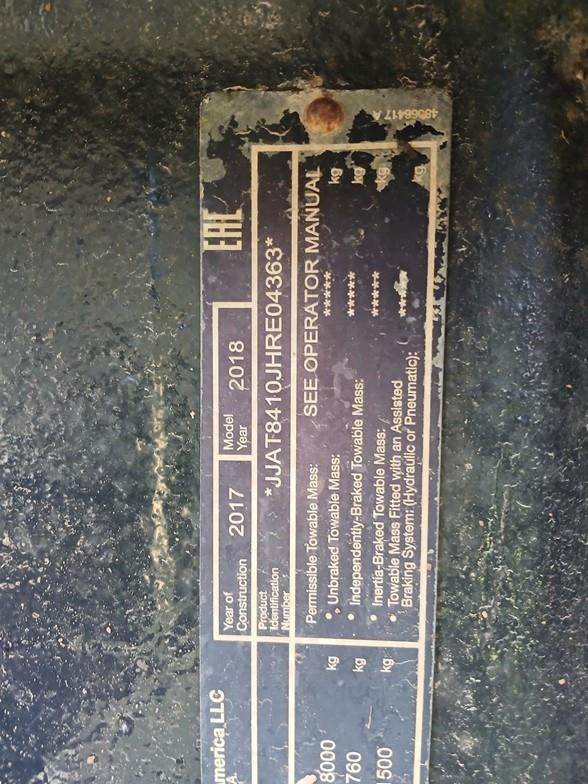 48068417 A
merica LLC
A.
Year of Construction 2017 Model Year 2018 EAC
Product Identification Number *JJAT8410JHRE04363*
8000 kg
760 kg
500 kg
Permissible Towable Mass: SEE OPERATOR MANUAL
• Unbraked Towable Mass: ***** kg
• Independently-Braked Towable Mass: ***** kg
• Inertia-Braked Towable Mass: ***** kg
• Towable Mass Fitted with an Assisted
Braking System: (Hydraulic or Pneumatic): ***** kg